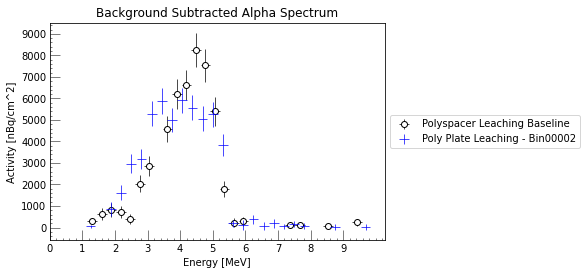 Background Subtracted Alpha Spectrum
Activity [nBg/cm^2]
9000
8000
7000
6000
5000
4000
3000
2000
1000
0
0 1 2 3 4 5 6 7 8 9
Energy [MeV]
Polyspacer Leaching Baseline
Poly Plate Leaching - Bin00002